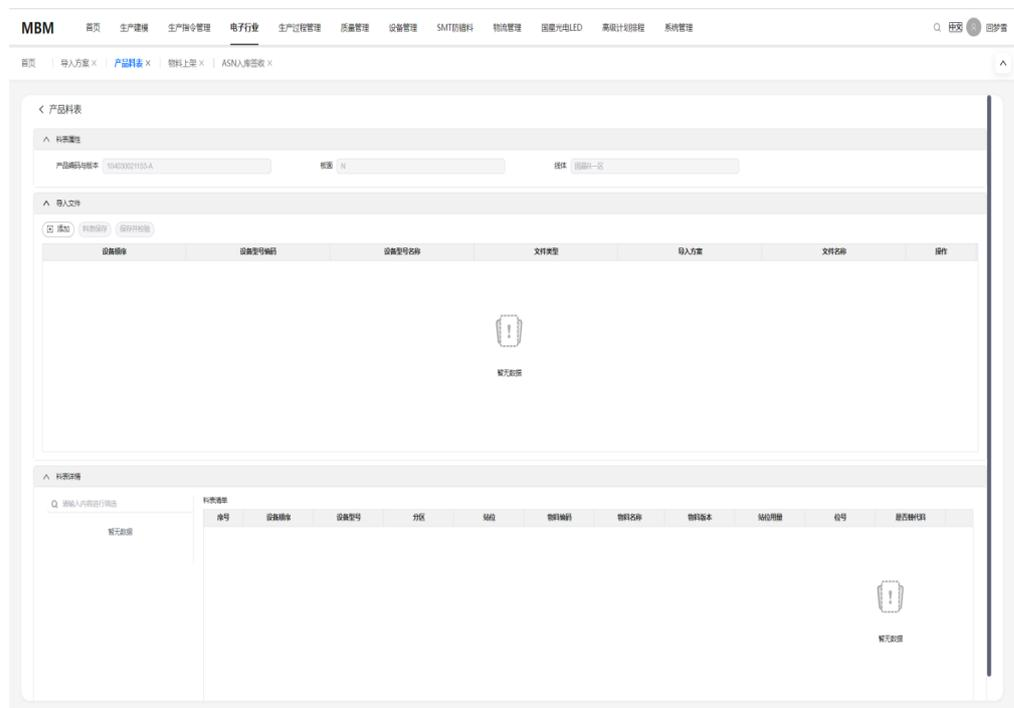 MBM 首页 生产建模 生产指令管理 电子行业 生产过程管理 质量管理 设备管理 SMT防错料 物流管理 国星光电LED 高级计划排程 系统管理 中文 回梦雪
首页 导入方案 × 产品料表 × 物料上架 × ASN入库签收 ×
产品料表
料表属性
产品编码与版本 104030021153-A 板面 N 线体
导入文件
添加 料表保存 保存并校验
设备顺序 设备型号编码 设备型号名称 文件类型 导入方案 文件名称 操作
暂无数据
料表详情
请输入内容进行筛选
暂无数据
料表清单
序号 设备顺序 设备型号 分区 站位 物料编码 物料名称 物料版本 站位用量 位号 是否替代料
暂无数据